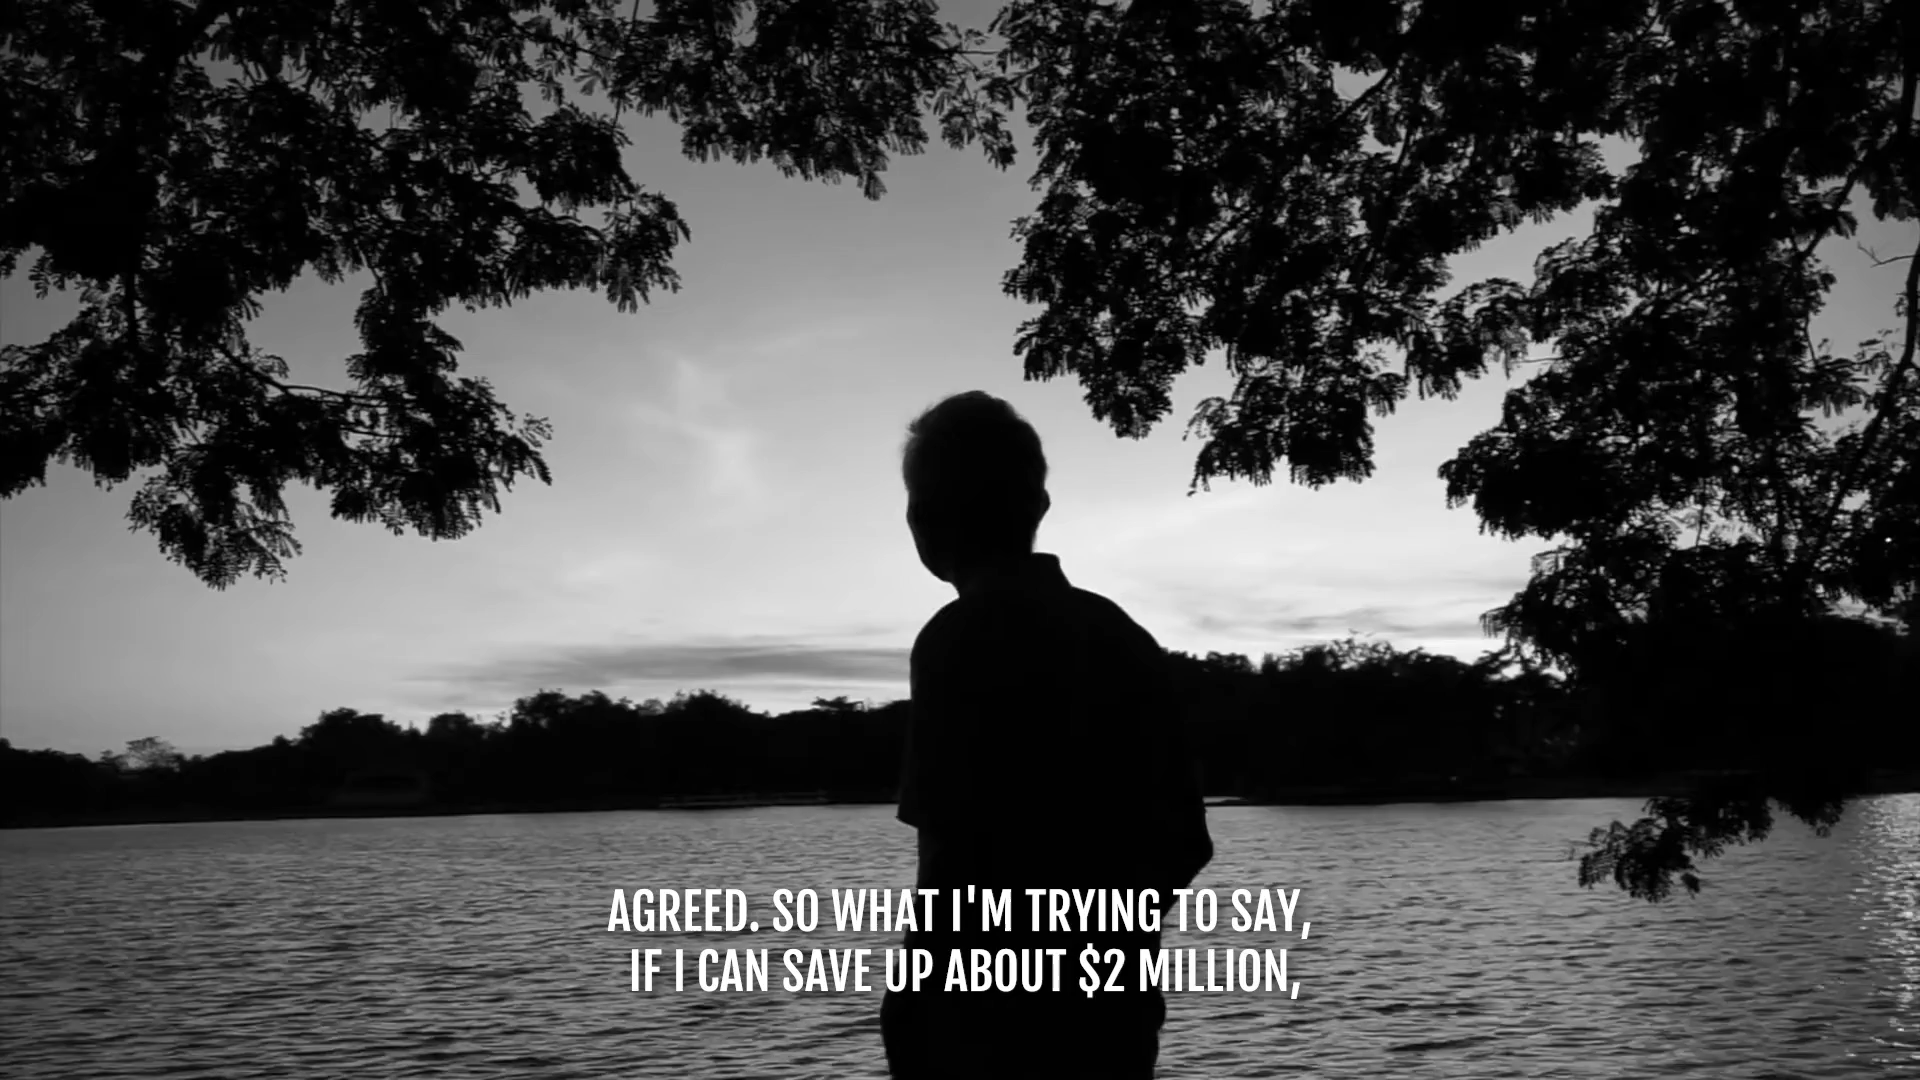 AGREED. SO WHAT I'M TRYING TO SAY,
IF I CAN SAVE UP ABOUT $2 MILLION,